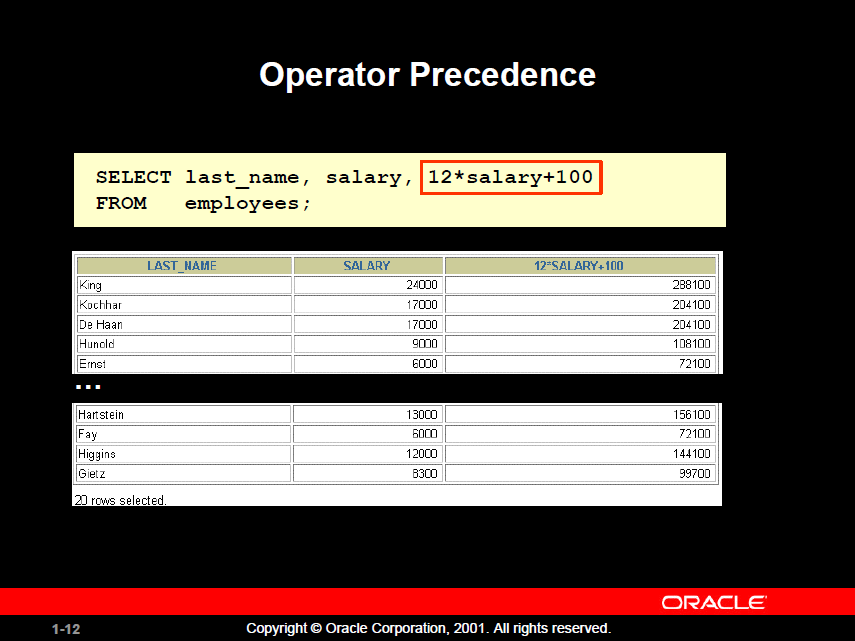 Operator Precedence
SELECT last_name, salary, 12*salary+100
FROM employees;
LAST_NAME SALARY 12*SALARY+100
King 24000 288100
Kochhar 17000 204100
De Haan 17000 204100
Hunold 9000 108100
Ernst 6000 72100
...
Hartstein 13000 156100
Fay 6000 72100
Higgins 12000 144100
Gietz 8300 99700
20 rows selected.
ORACLE
1-12 Copyright © Oracle Corporation, 2001. All rights reserved.